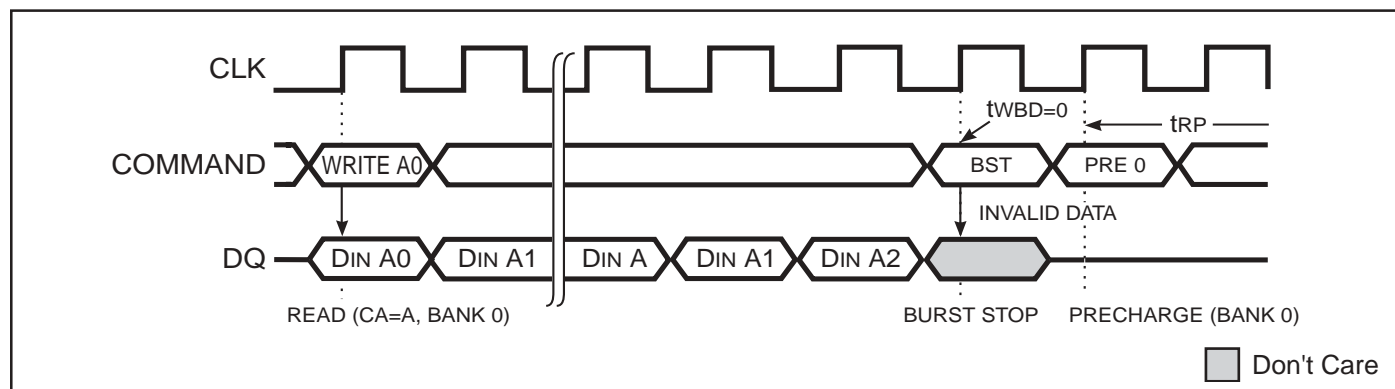 CLK
tWBD=0
tRP
COMMAND
WRITE A0
BST
PRE 0
INVALID DATA
DQ
DIN A0
DIN A1
DIN A
DIN A1
DIN A2
READ (CA=A, BANK 0)
BURST STOP
PRECHARGE (BANK 0)
Don't Care